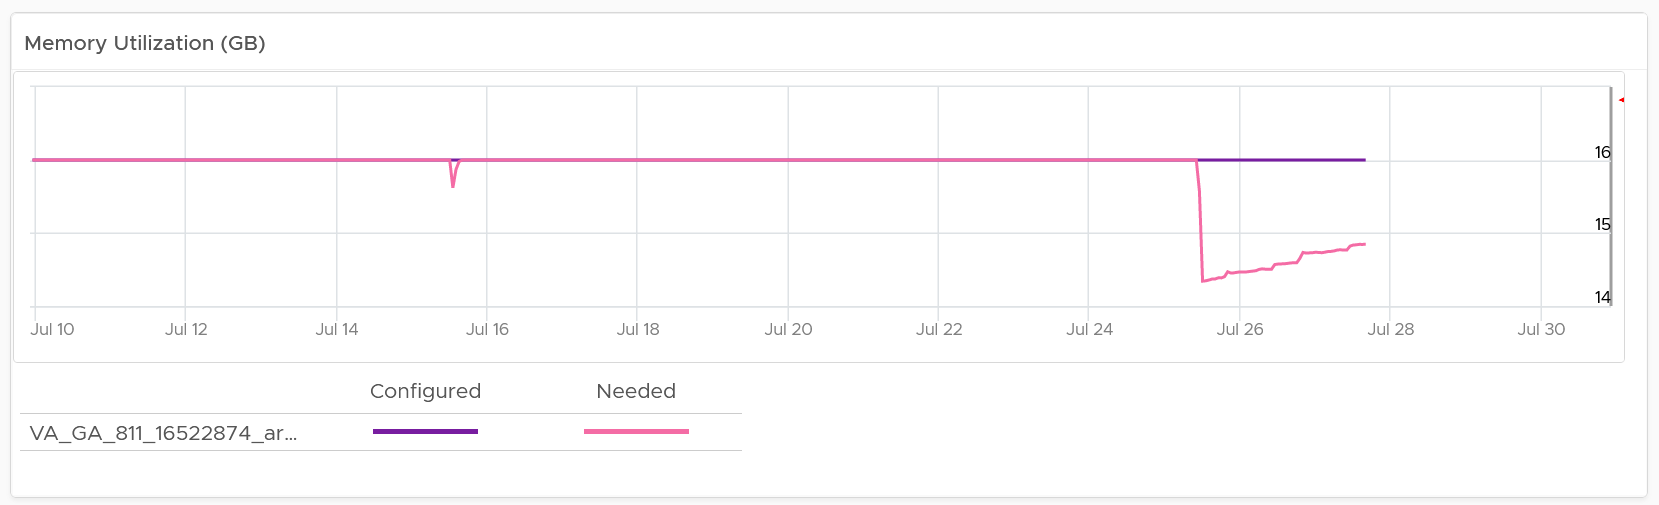 Memory Utilization (GB)
16
15
14
Jul 10 Jul 12 Jul 14 Jul 16 Jul 18 Jul 20 Jul 22 Jul 24 Jul 26 Jul 28 Jul 30
Configured Needed
VA_GA_811_16522874_ar...